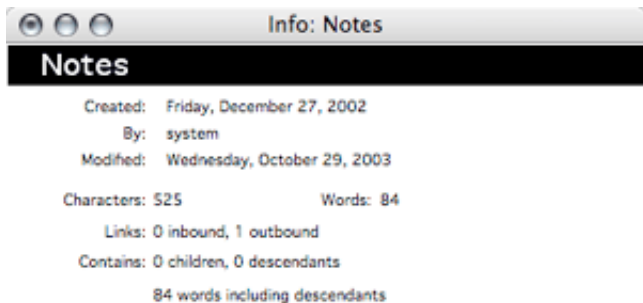 Info: Notes
Notes
Created: Friday, December 27, 2002
By: system
Modified: Wednesday, October 29, 2003
Characters: 525 Words: 84
Links: 0 inbound, 1 outbound
Contains: 0 children, 0 descendants
84 words including descendants